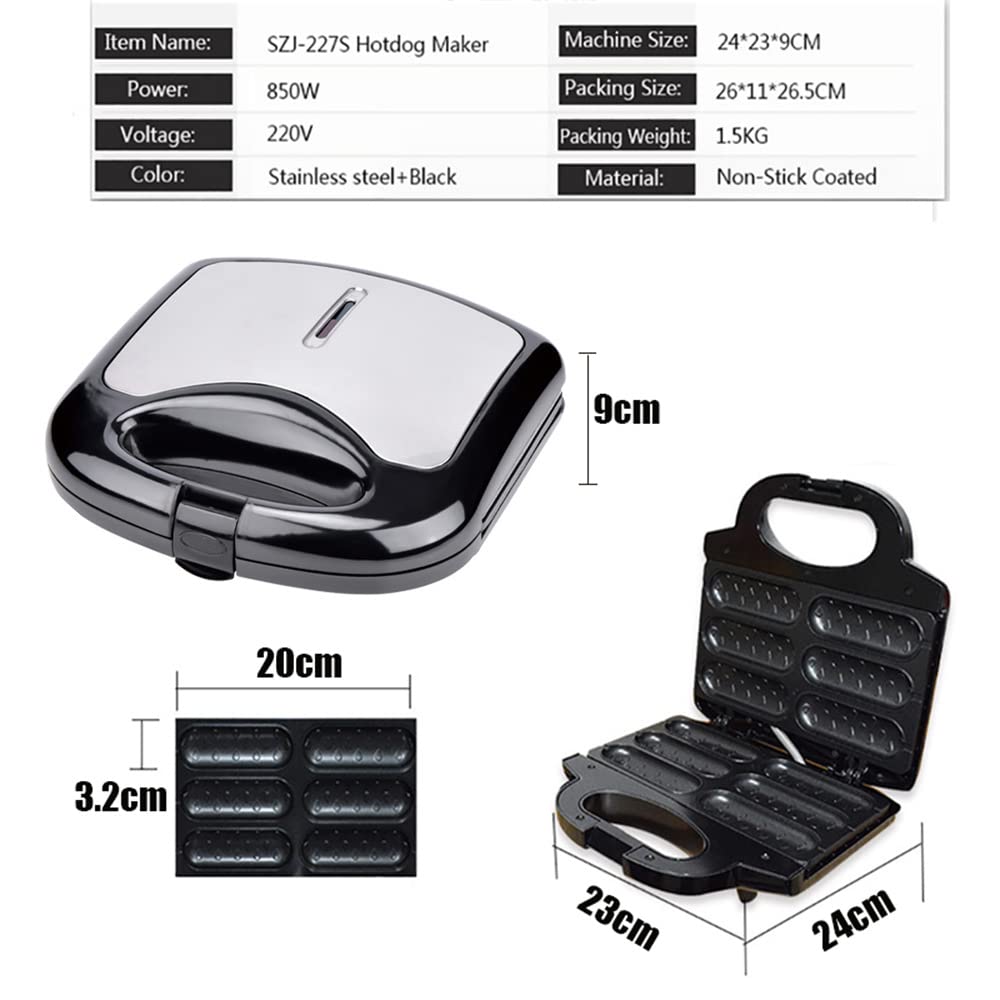 Item Name: SZJ-227S Hotdog Maker Machine Size: 24*23*9CM
Power: 850W Packing Size: 26*11*26.5CM
Voltage: 220V Packing Weight: 1.5KG
Color: Stainless steel+Black Material: Non-Stick Coated
9cm
20cm
3.2cm
23cm
24cm